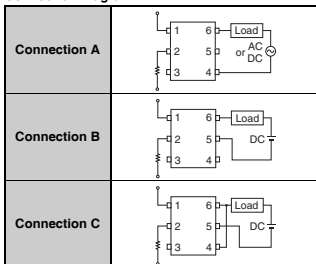 Connection A
1 6 Load
2 5 or AC
DC
3 4
Connection B
1 6 Load
2 5 DC
3 4
Connection C
1 6 Load
2 5 DC
3 4